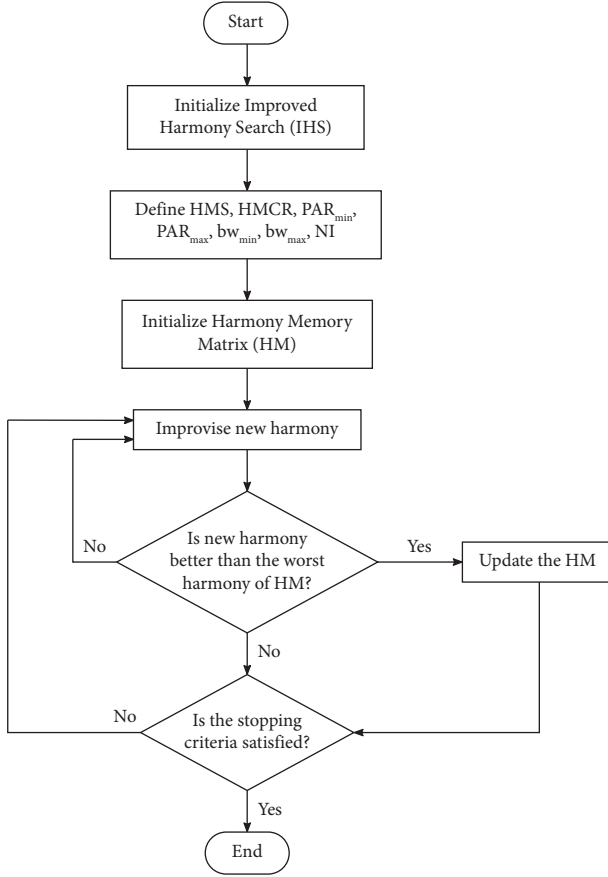 Start
Initialize Improved
Harmony Search (IHS)
Define HMS, HMCR, PARmin,
PARmax, bwmin, bwmax, NI
Initialize Harmony Memory
Matrix (HM)
Improvise new harmony
Is new harmony
better than the worst
harmony of HM?
No
Yes
Update the HM
No
Is the stopping
criteria satisfied?
No
Yes
End